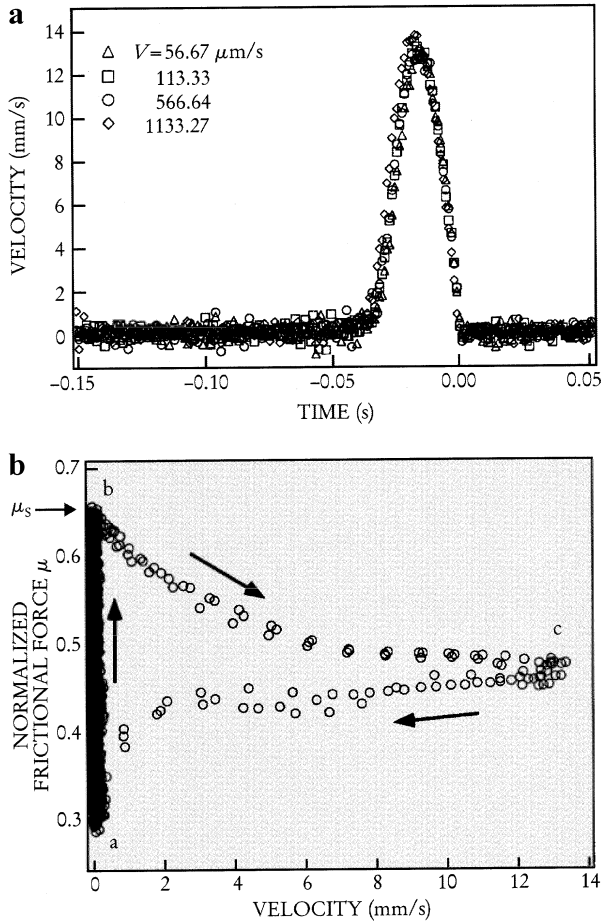 a
14
12
10
8
6
4
2
0
VELOCITY (mm/s)
V=56.67 μm/s
113.33
566.64
1133.27
−0.15 −0.10 −0.05 0.00 0.05
TIME (s)
b
0.7
0.6
0.5
0.4
0.3
μs
NORMALIZED
FRICTIONAL FORCE μ
b
c
a
0 2 4 6 8 10 12 14
VELOCITY (mm/s)